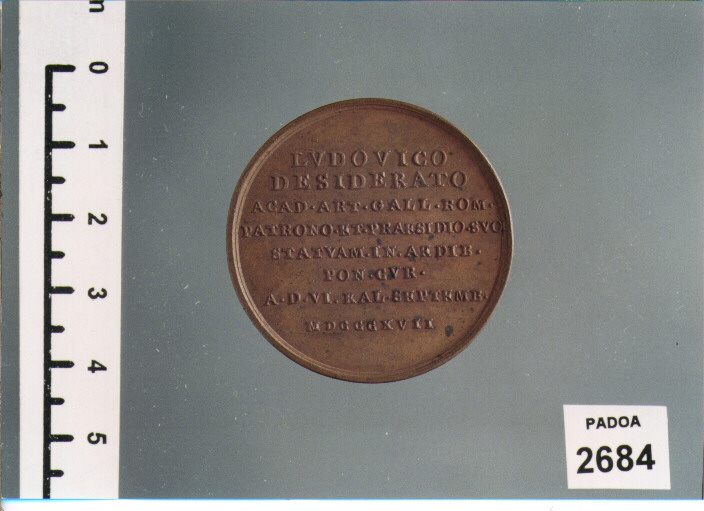 m
0
1
2
3
4
5
LVDOVICO
DESIDERATO
ACAD·ART·GALL·ROM·
PATRONO·ET·PRAESIDIO·SVO
STATVAM·IN·AEDIB·
PON·CVR·
A·D·VI·KAL·SEPTEMB·
MDCCCXVII
PADOA
2684